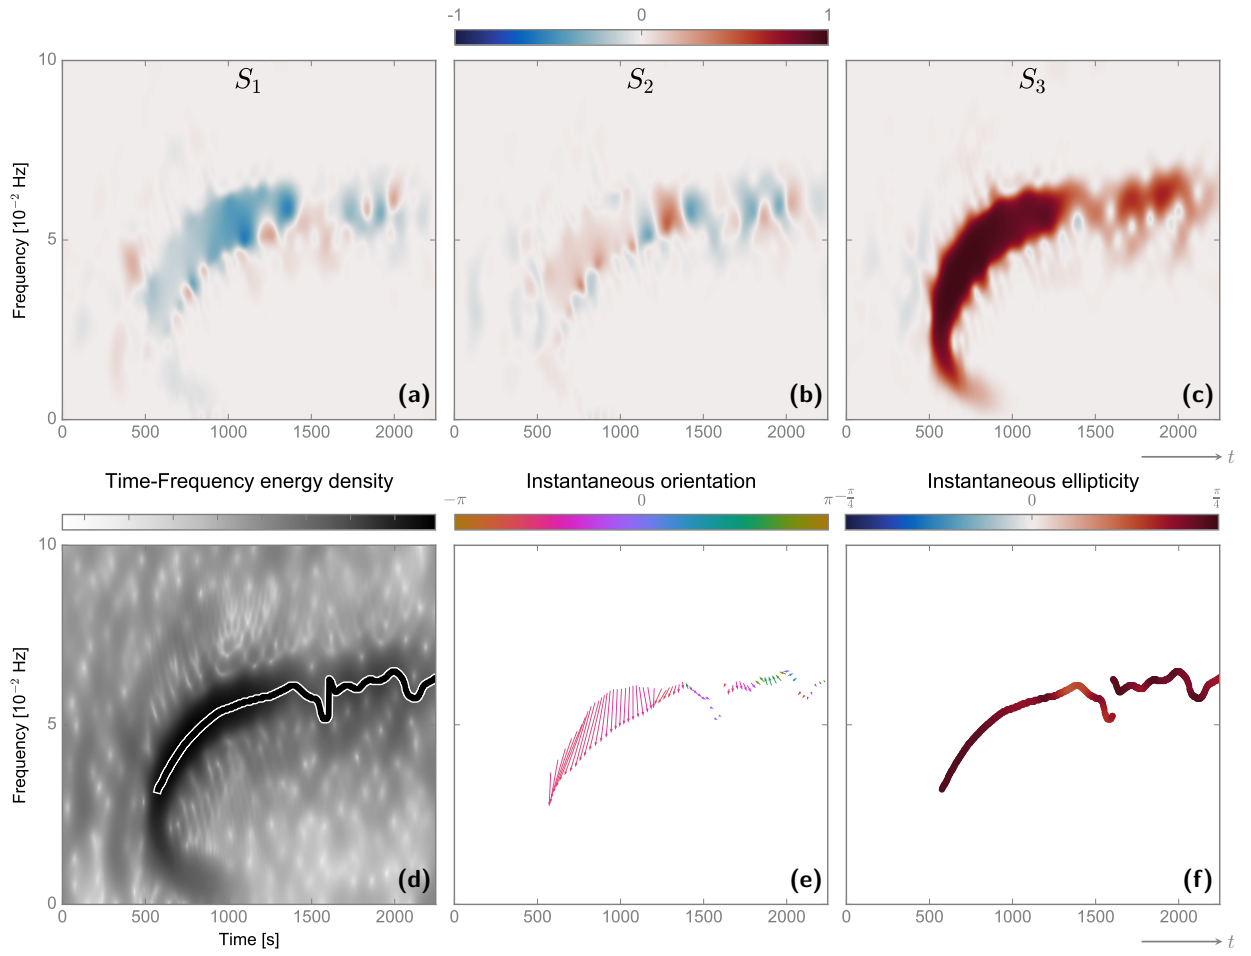 -1 0 1
S₁ S₂ S₃
10
5
0
Frequency [10⁻² Hz]
(a) (b) (c)
0 500 1000 1500 2000
0 500 1000 1500 2000
0 500 1000 1500 2000
t
Time-Frequency energy density
Instantaneous orientation
−π 0 π
Instantaneous ellipticity
−π/4 0 π/4
10
5
0
Frequency [10⁻² Hz]
(d) (e) (f)
0 500 1000 1500 2000
0 500 1000 1500 2000
0 500 1000 1500 2000
Time [s]
t